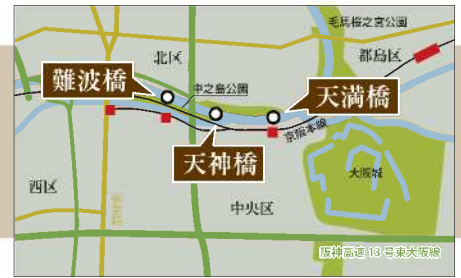 毛馬桜之宮公園
北区
都島区
難波橋
中之島公園
天満橋
京阪本線
天神橋
大阪城
西区
中央区
阪神高速13号東大阪線